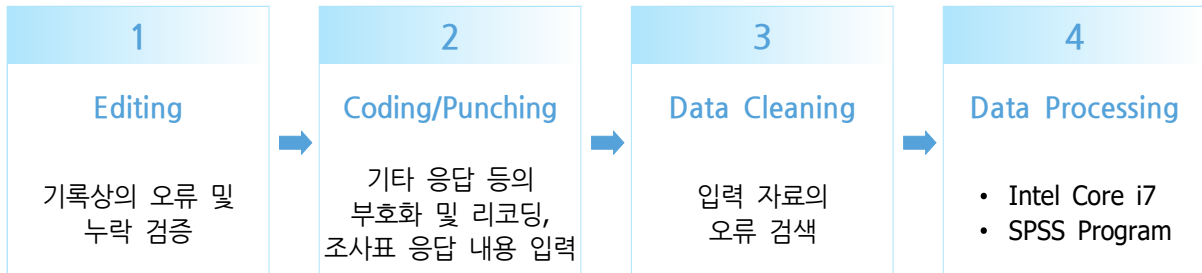 1
Editing
기록상의 오류 및
누락 검증
2
Coding/Punching
기타 응답 등의
부호화 및 리코딩,
조사표 응답 내용 입력
3
Data Cleaning
입력 자료의
오류 검색
4
Data Processing
• Intel Core i7
• SPSS Program